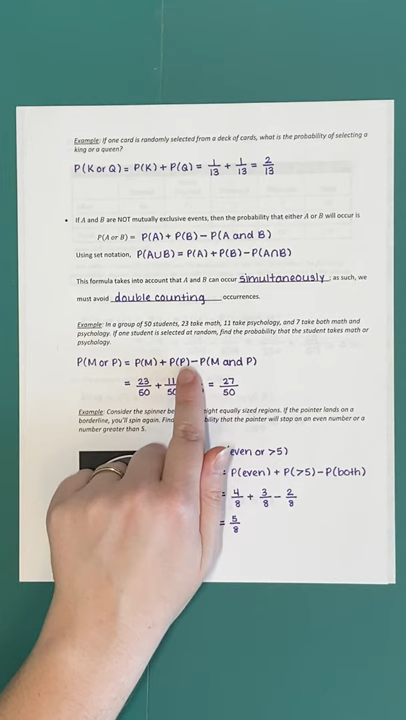 Example: If one card is randomly selected from a deck of cards, what is the probability of selecting a
king or a queen?
P(K or Q) = P(K) + P(Q) = 1/13 + 1/13 = 2/13
• If A and B are NOT mutually exclusive events, then the probability that either A or B will occur is
P(A or B) = P(A) + P(B) − P(A and B)
Using set notation, P(A∪B) = P(A) + P(B) − P(A∩B)
This formula takes into account that A and B can occur simultaneously; as such, we
must avoid double counting occurrences.
Example: In a group of 50 students, 23 take math, 11 take psychology, and 7 take both math and
psychology. If one student is selected at random, find the probability that the student takes math or
psychology.
P(M or P) = P(M) + P(P) − P(M and P)
= 23/50 + 11/50 = 27/50
Example: Consider the spinner eight equally sized regions. If the pointer lands on a
borderline, you'll spin again. that the pointer will stop on an even number or a
number greater than 5.
(even or >5)
= P(even) + P(>5) − P(both)
= 4/8 + 3/8 − 2/8
= 5/8